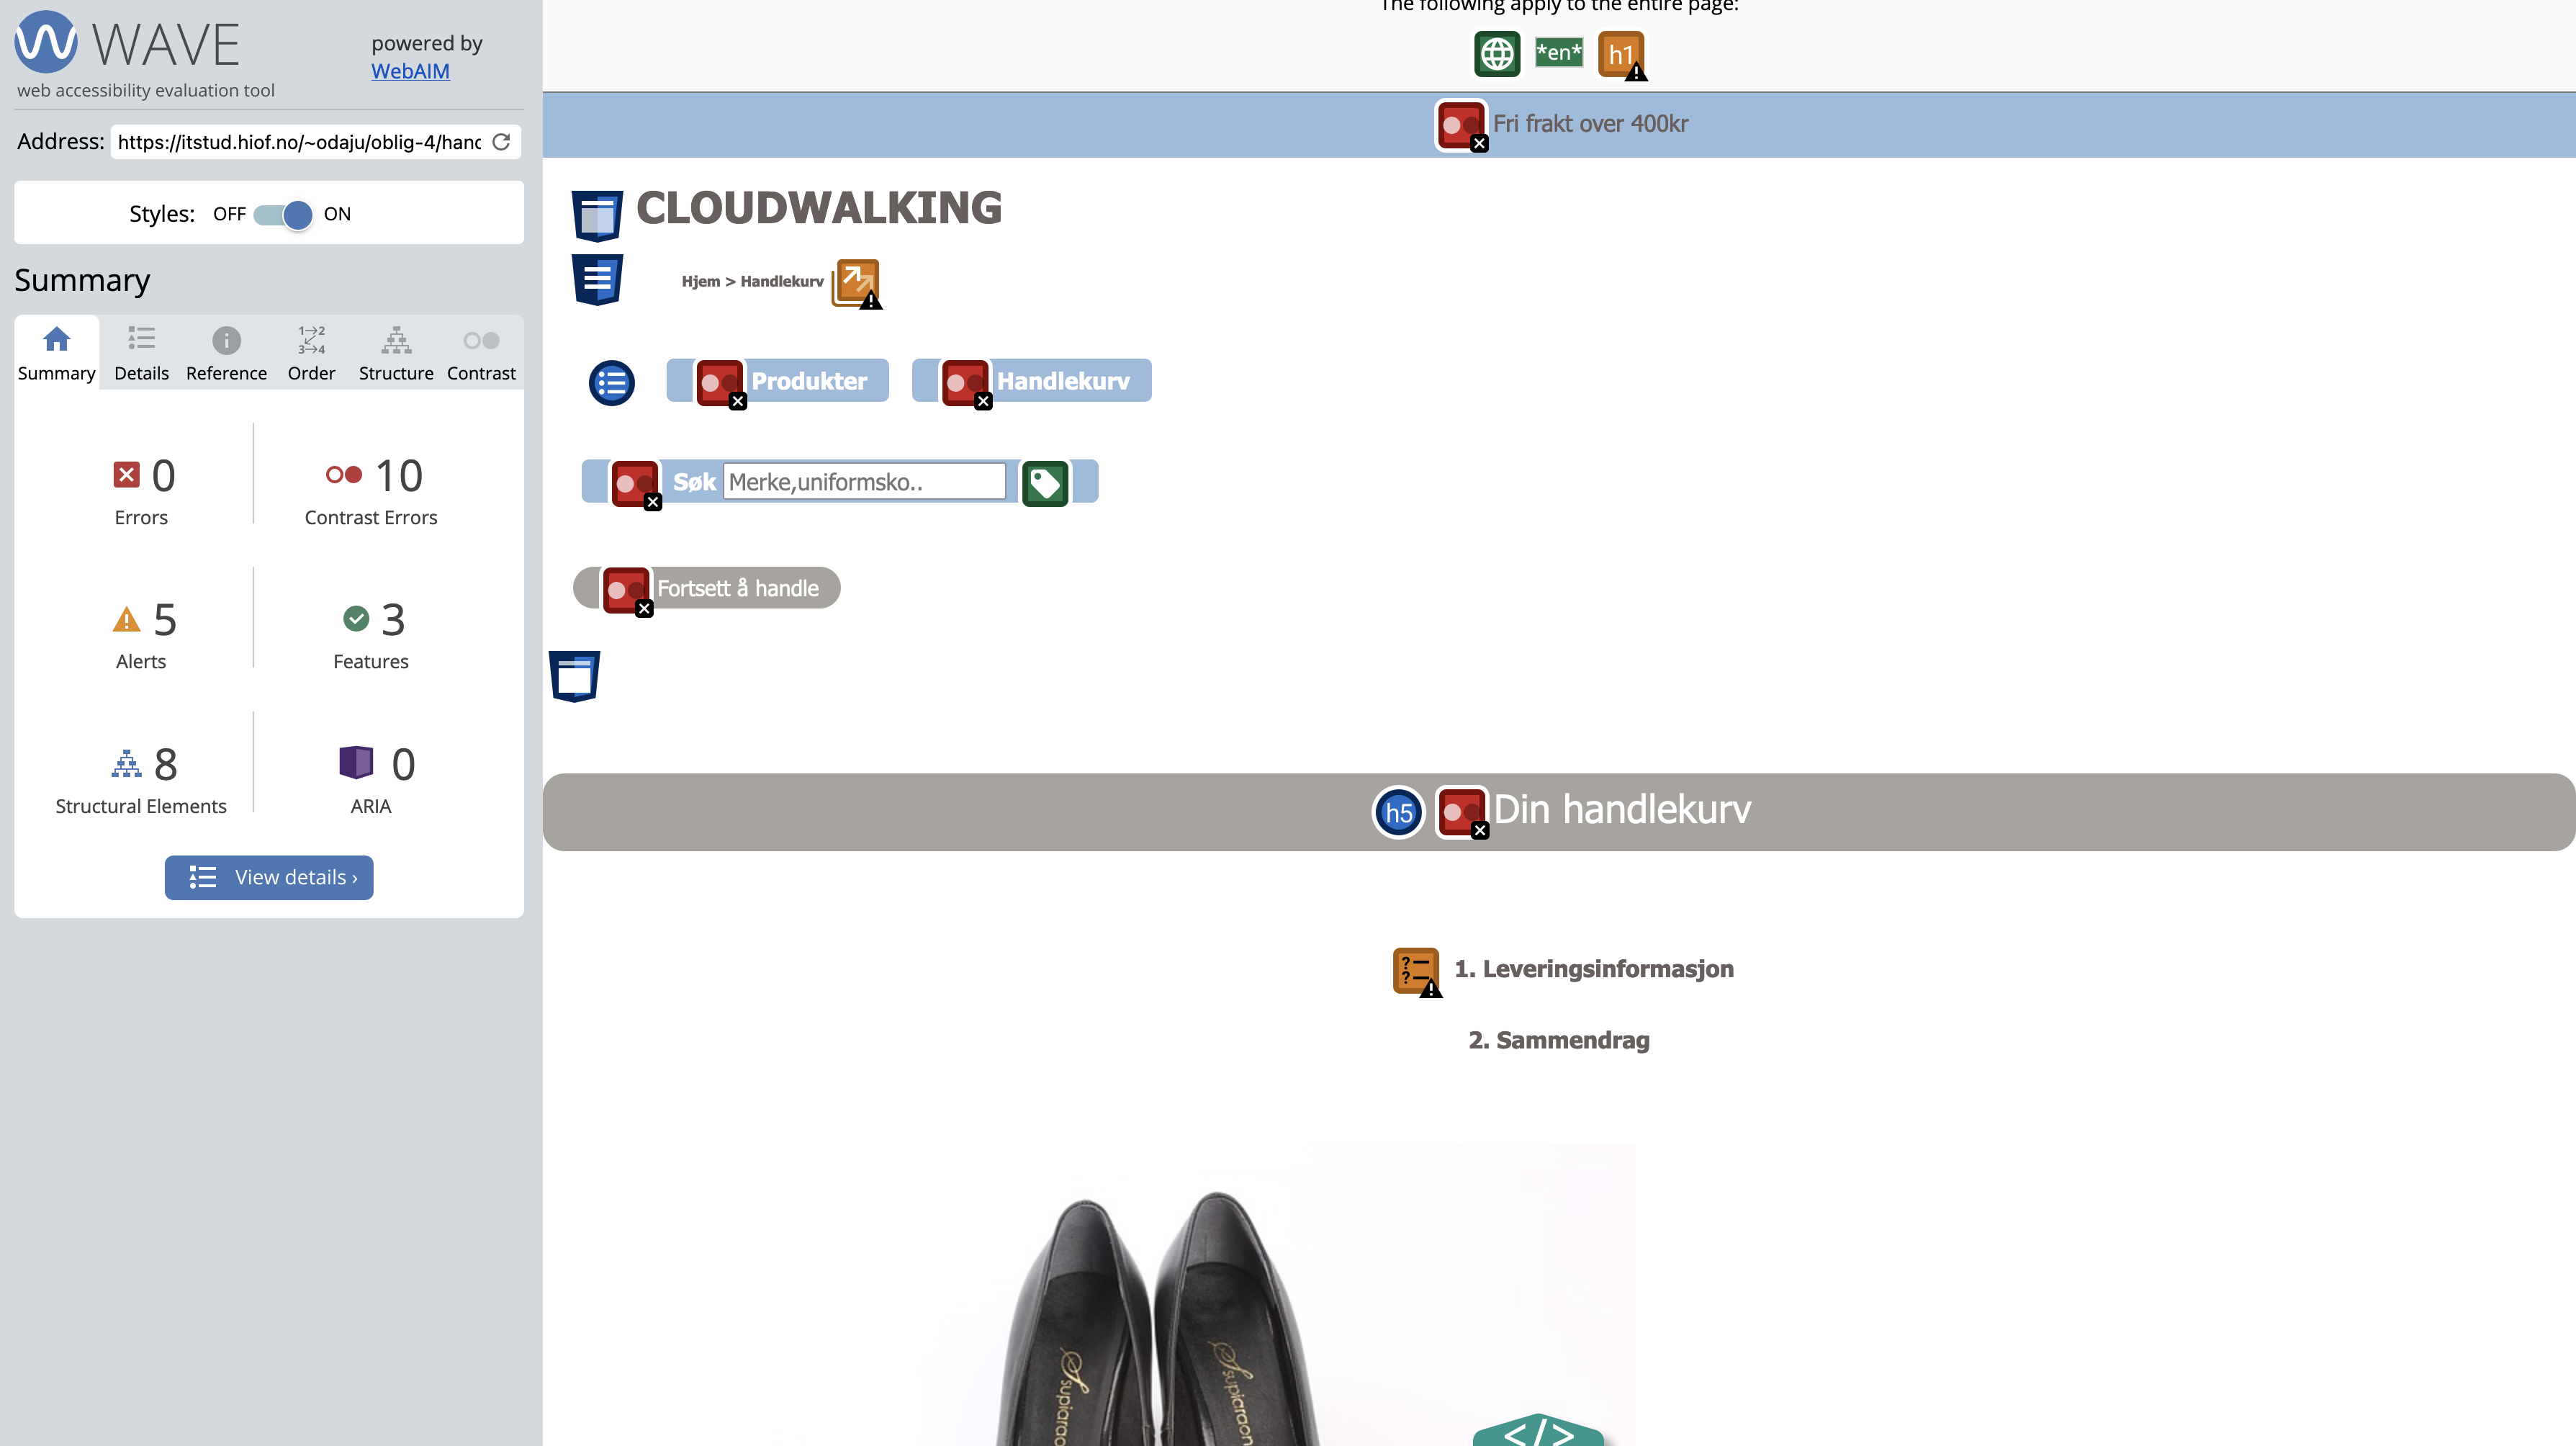 WAVE
powered by
WebAIM
web accessibility evaluation tool
Address: https://itstud.hiof.no/~odaju/oblig-4/hand
Styles: OFF ON
Summary
Summary Details Reference Order Structure Contrast
0 Errors
10 Contrast Errors
5 Alerts
3 Features
8 Structural Elements
0 ARIA
View details ›
The following apply to the entire page:
*en* h1
Fri frakt over 400kr
CLOUDWALKING
Hjem > Handlekurv
Produkter Handlekurv
Søk Merke,uniformsko..
Fortsett å handle
h5 Din handlekurv
1. Leveringsinformasjon
2. Sammendrag
</>